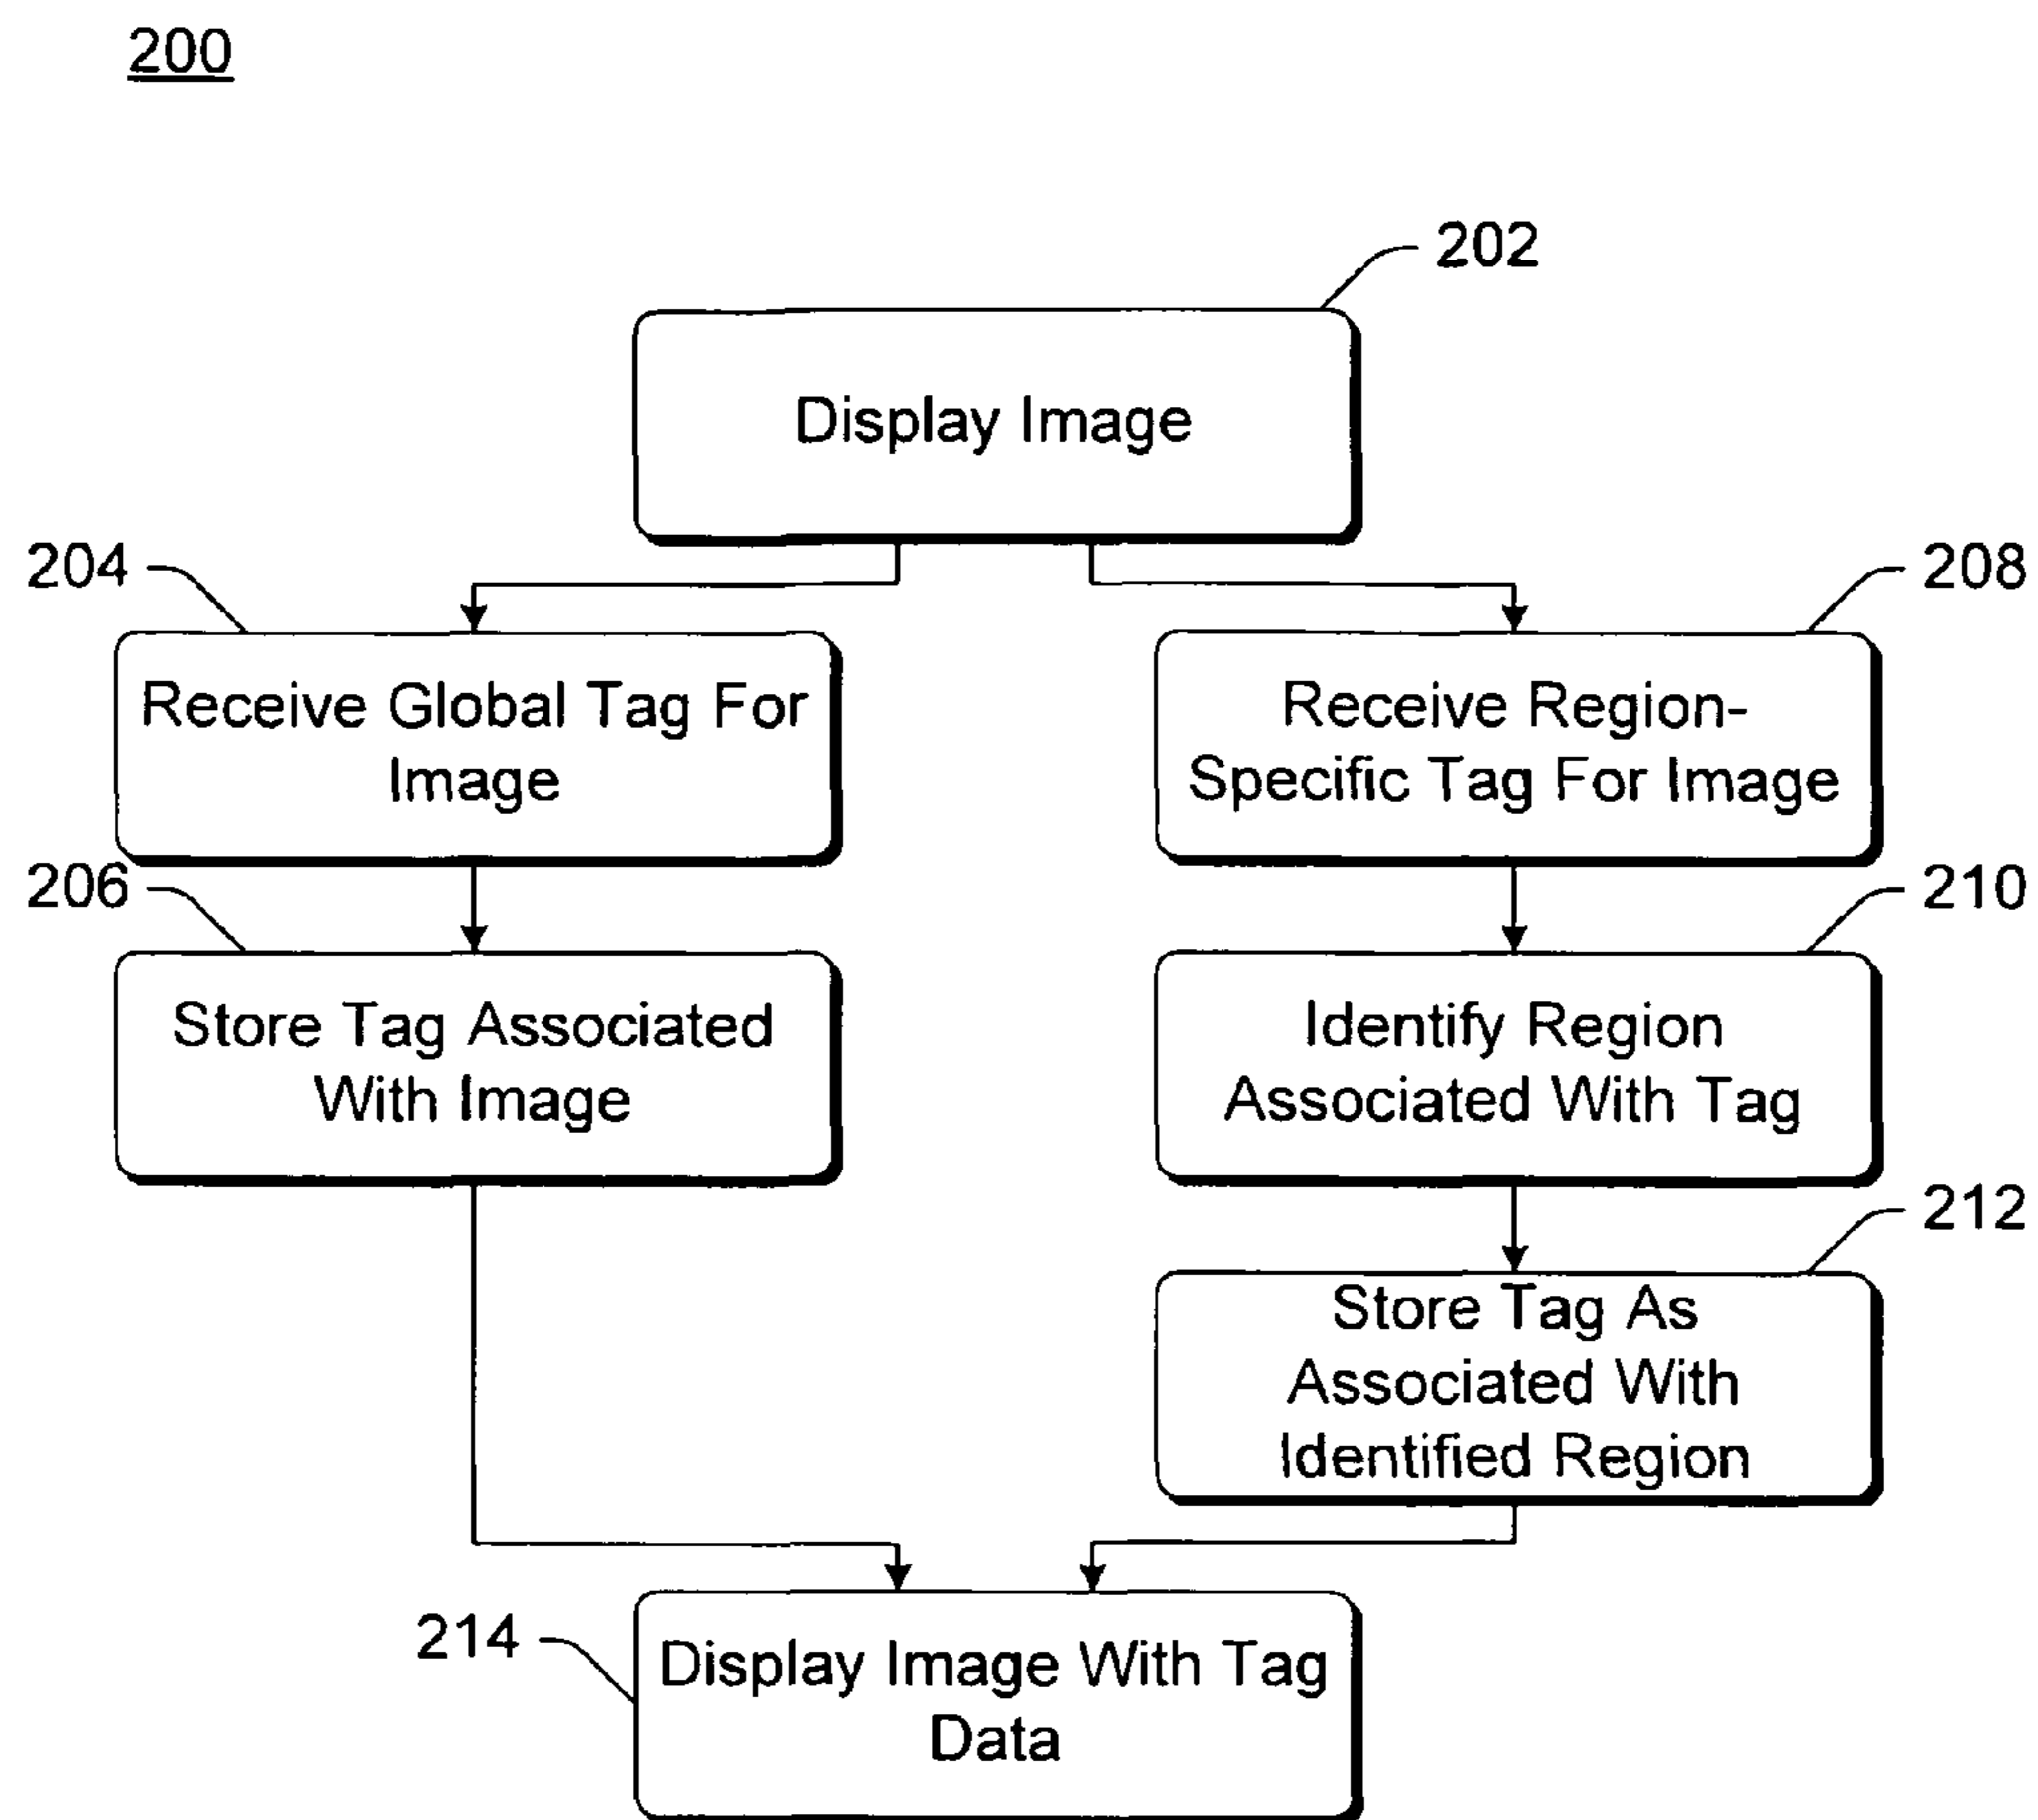 200
202
Display Image
204
208
Receive Global Tag For
Image
Receive Region-
Specific Tag For Image
206
210
Store Tag Associated
With Image
Identify Region
Associated With Tag
212
Store Tag As
Associated With
Identified Region
214
Display Image With Tag
Data